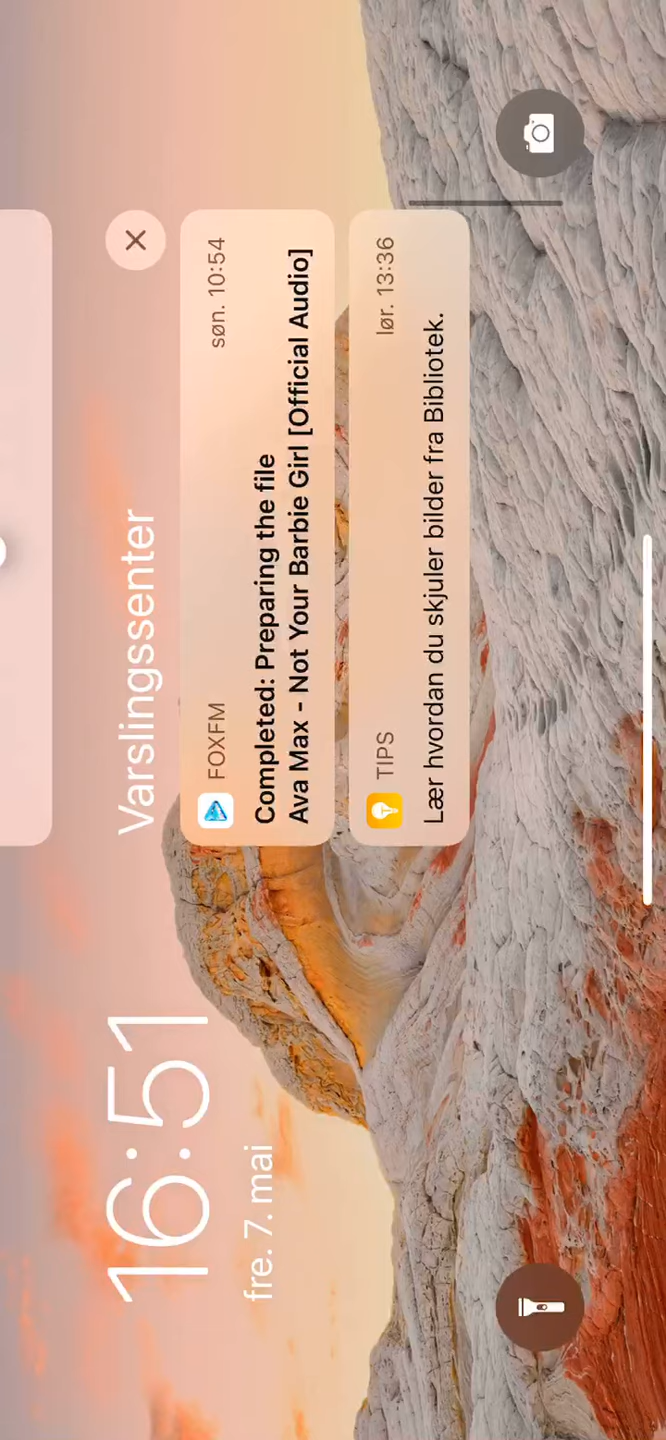 16:51
fre. 7. mai
Varslingssenter
FOXFM
søn. 10:54
Completed: Preparing the file
Ava Max - Not Your Barbie Girl [Official Audio]
TIPS
lør. 13:36
Lær hvordan du skjuler bilder fra Bibliotek.